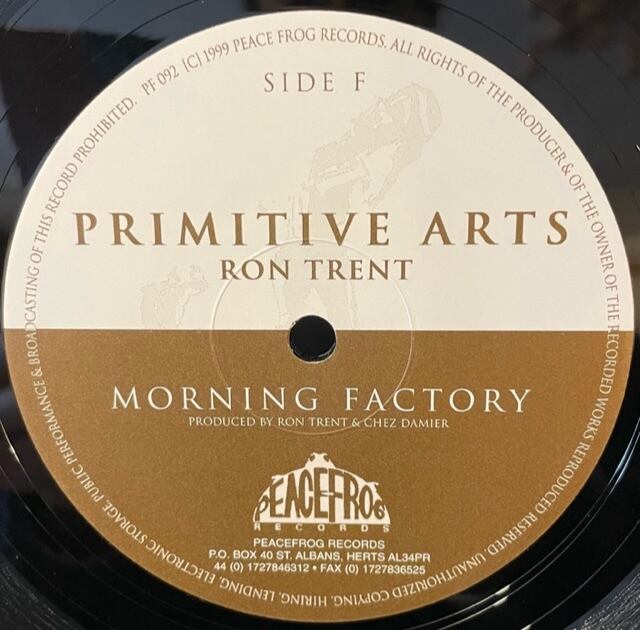 PF 092 [C] 1999 PEACE FROG RECORDS. ALL RIGHTS OF THE PRODUCER & OF THE OWNER OF THE RECORDED WORKS REPRODUCED RESERVED. UNAUTHORIZED COPYING, HIRING, LENDING, ELECTRONIC STORAGE, PUBLIC PERFORMANCE & BROADCASTING OF THIS RECORD PROHIBITED.
SIDE F
PRIMITIVE ARTS
RON TRENT
MORNING FACTORY
PRODUCED BY RON TRENT & CHEZ DAMIER
PEACEFROG
RECORDS
PEACEFROG RECORDS
P.O. BOX 40 ST. ALBANS, HERTS AL34PR
44 (0) 1727846312 • FAX (0) 1727836525